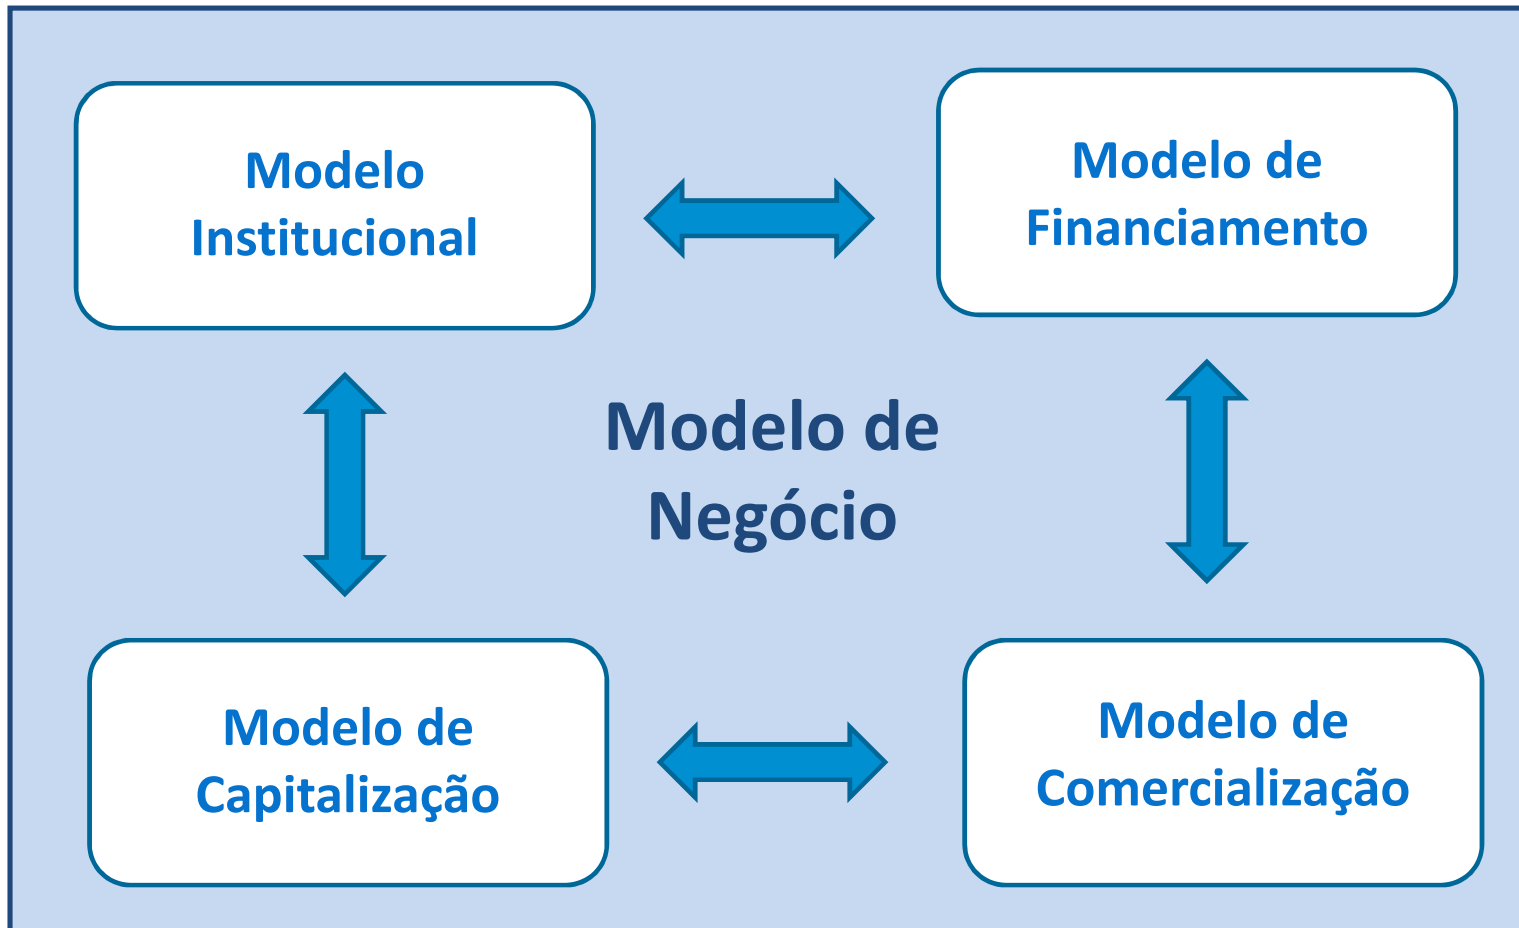 Modelo
Institucional
Modelo de
Financiamento
Modelo de
Negócio
Modelo de
Capitalização
Modelo de
Comercialização